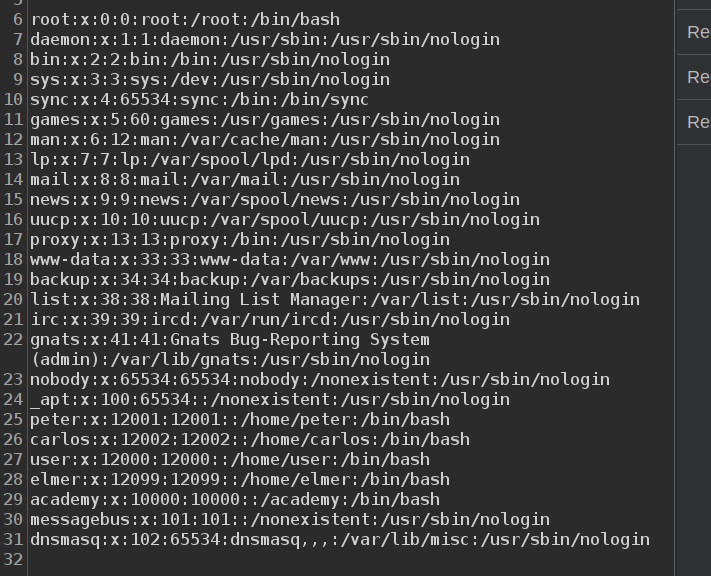 6 root:x:0:0:root:/root:/bin/bash
7 daemon:x:1:1:daemon:/usr/sbin:/usr/sbin/nologin
8 bin:x:2:2:bin:/bin:/usr/sbin/nologin
9 sys:x:3:3:sys:/dev:/usr/sbin/nologin
10 sync:x:4:65534:sync:/bin:/bin/sync
11 games:x:5:60:games:/usr/games:/usr/sbin/nologin
12 man:x:6:12:man:/var/cache/man:/usr/sbin/nologin
13 lp:x:7:7:lp:/var/spool/lpd:/usr/sbin/nologin
14 mail:x:8:8:mail:/var/mail:/usr/sbin/nologin
15 news:x:9:9:news:/var/spool/news:/usr/sbin/nologin
16 uucp:x:10:10:uucp:/var/spool/uucp:/usr/sbin/nologin
17 proxy:x:13:13:proxy:/bin:/usr/sbin/nologin
18 www-data:x:33:33:www-data:/var/www:/usr/sbin/nologin
19 backup:x:34:34:backup:/var/backups:/usr/sbin/nologin
20 list:x:38:38:Mailing List Manager:/var/list:/usr/sbin/nologin
21 irc:x:39:39:ircd:/var/run/ircd:/usr/sbin/nologin
22 gnats:x:41:41:Gnats Bug-Reporting System
(admin):/var/lib/gnats:/usr/sbin/nologin
23 nobody:x:65534:65534:nobody:/nonexistent:/usr/sbin/nologin
24 _apt:x:100:65534::/nonexistent:/usr/sbin/nologin
25 peter:x:12001:12001::/home/peter:/bin/bash
26 carlos:x:12002:12002::/home/carlos:/bin/bash
27 user:x:12000:12000::/home/user:/bin/bash
28 elmer:x:12099:12099::/home/elmer:/bin/bash
29 academy:x:10000:10000::/academy:/bin/bash
30 messagebus:x:101:101::/nonexistent:/usr/sbin/nologin
31 dnsmasq:x:102:65534:dnsmasq,,,:/var/lib/misc:/usr/sbin/nologin
32
Re
Re
Re